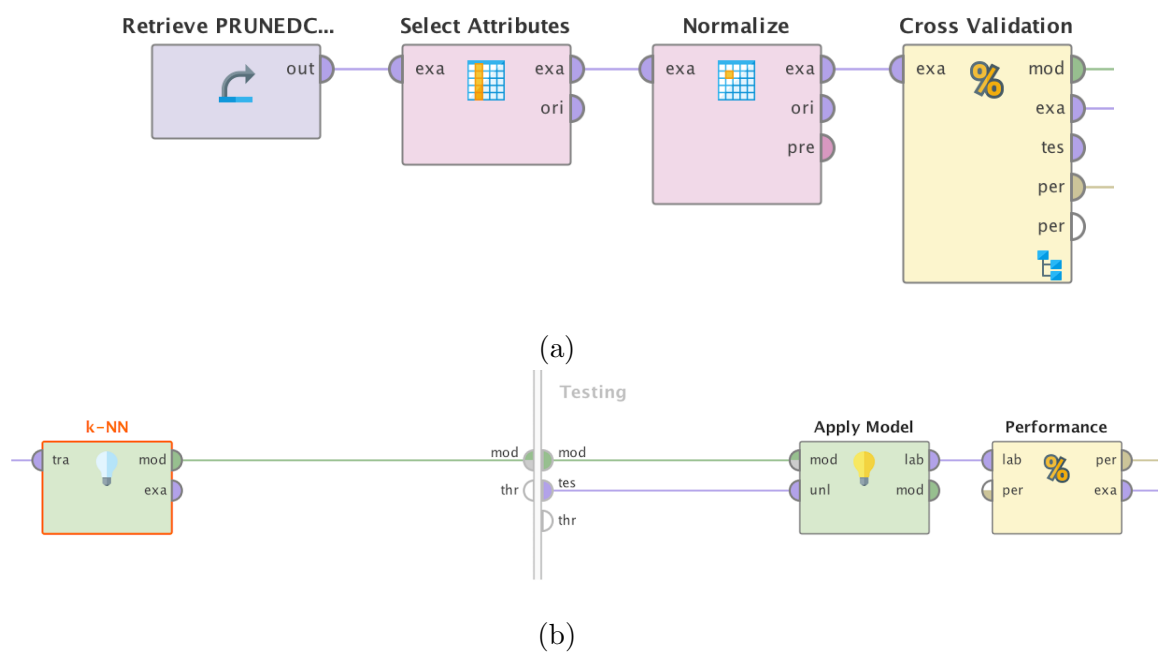 Retrieve PRUNEDC... Select Attributes Normalize Cross Validation
out exa exa exa exa exa mod
ori ori exa
pre tes
per
per
(a)
Testing
k-NN Apply Model Performance
tra mod mod mod mod lab lab per
exa thr tes unl mod per exa
thr
(b)